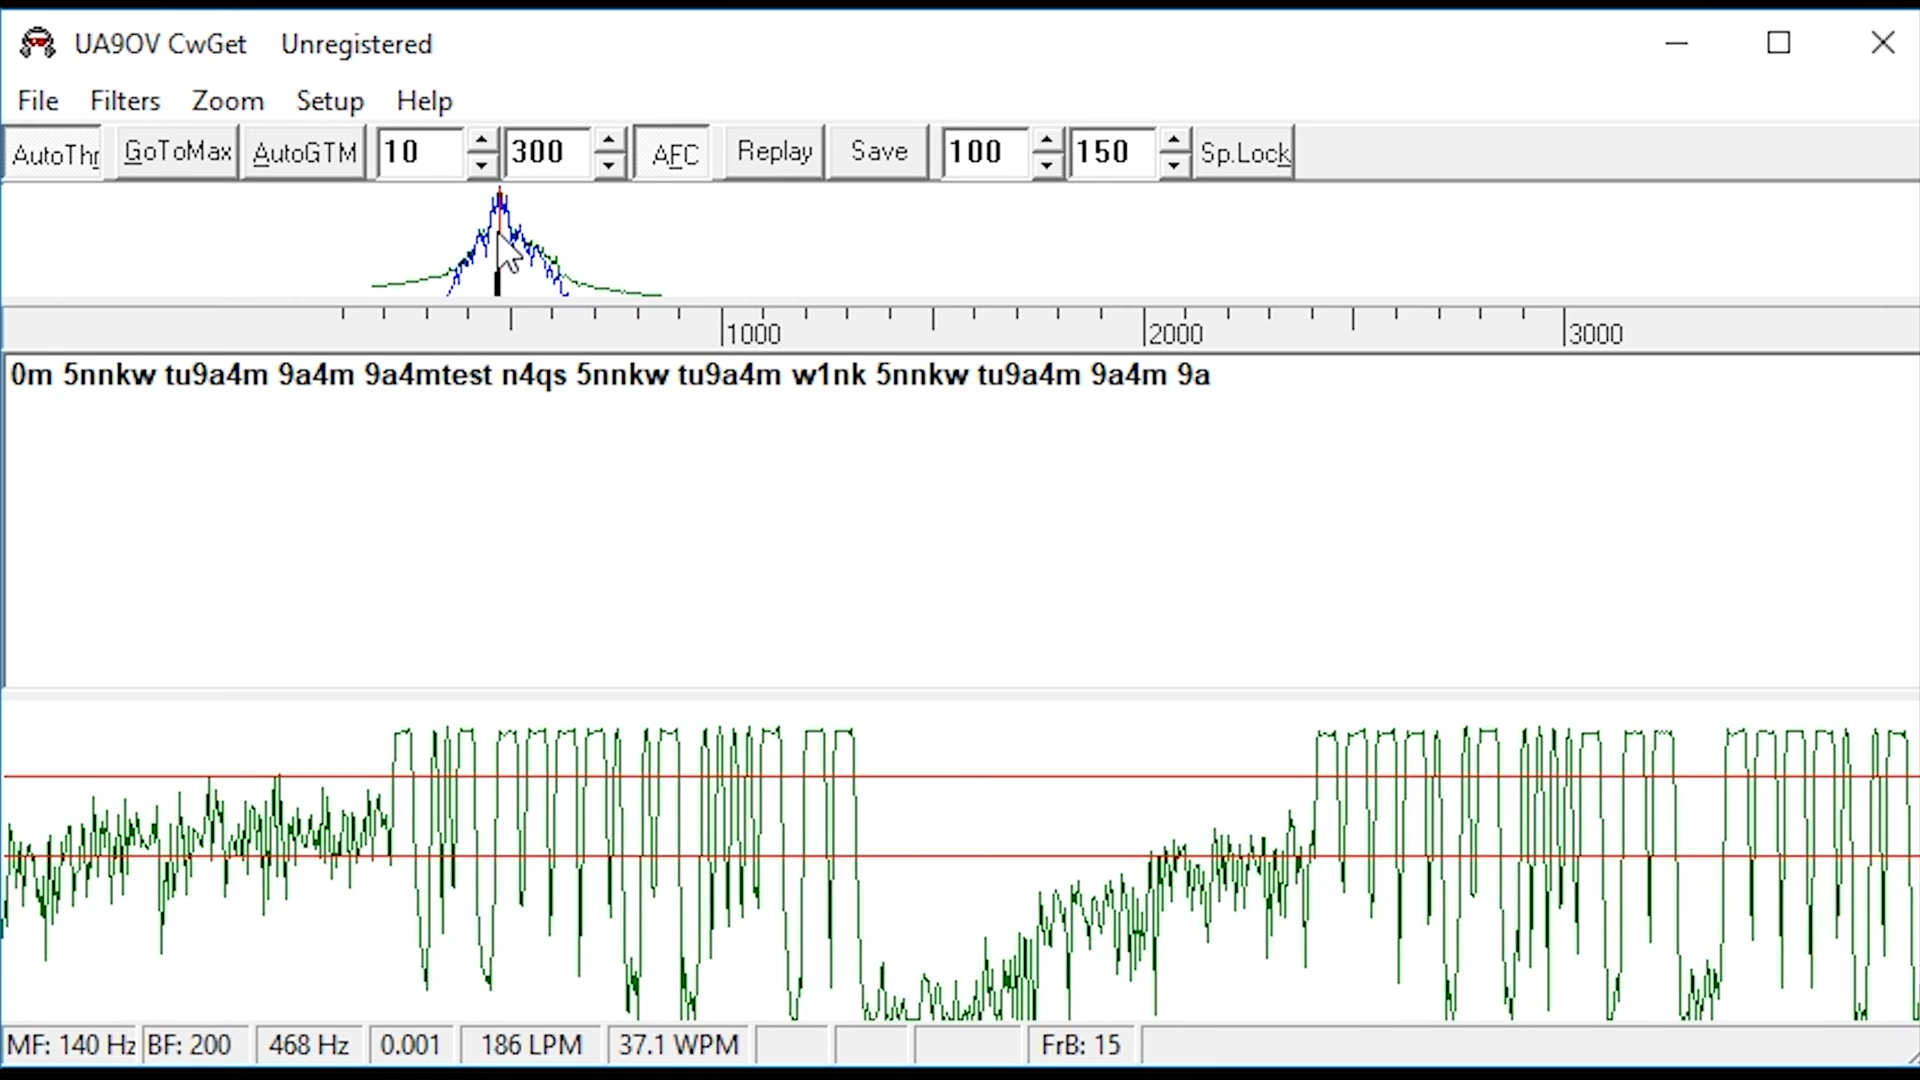 UA9OV CwGet Unregistered
File Filters Zoom Setup Help
AutoThr GoToMax AutoGTM 10 300 AFC Replay Save 100 150 Sp.Lock
1000 2000 3000
0m 5nnkw tu9a4m 9a4m 9a4mtest n4qs 5nnkw tu9a4m w1nk 5nnkw tu9a4m 9a4m 9a
MF: 140 Hz BF: 200 468 Hz 0.001 186 LPM 37.1 WPM FrB: 15